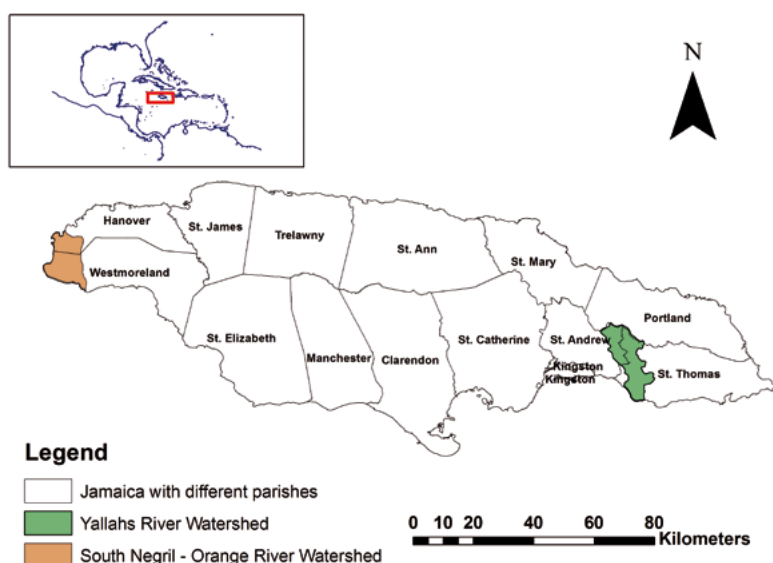 N
Hanover
St. James
Trelawny
St. Ann
St. Mary
Westmoreland
Portland
St. Elizabeth
Manchester
Clarendon
St. Catherine
St. Andrew
Kingston
Kingston
St. Thomas
Legend
Jamaica with different parishes
Yallahs River Watershed
South Negril - Orange River Watershed
0 10 20 40 60 80
Kilometers